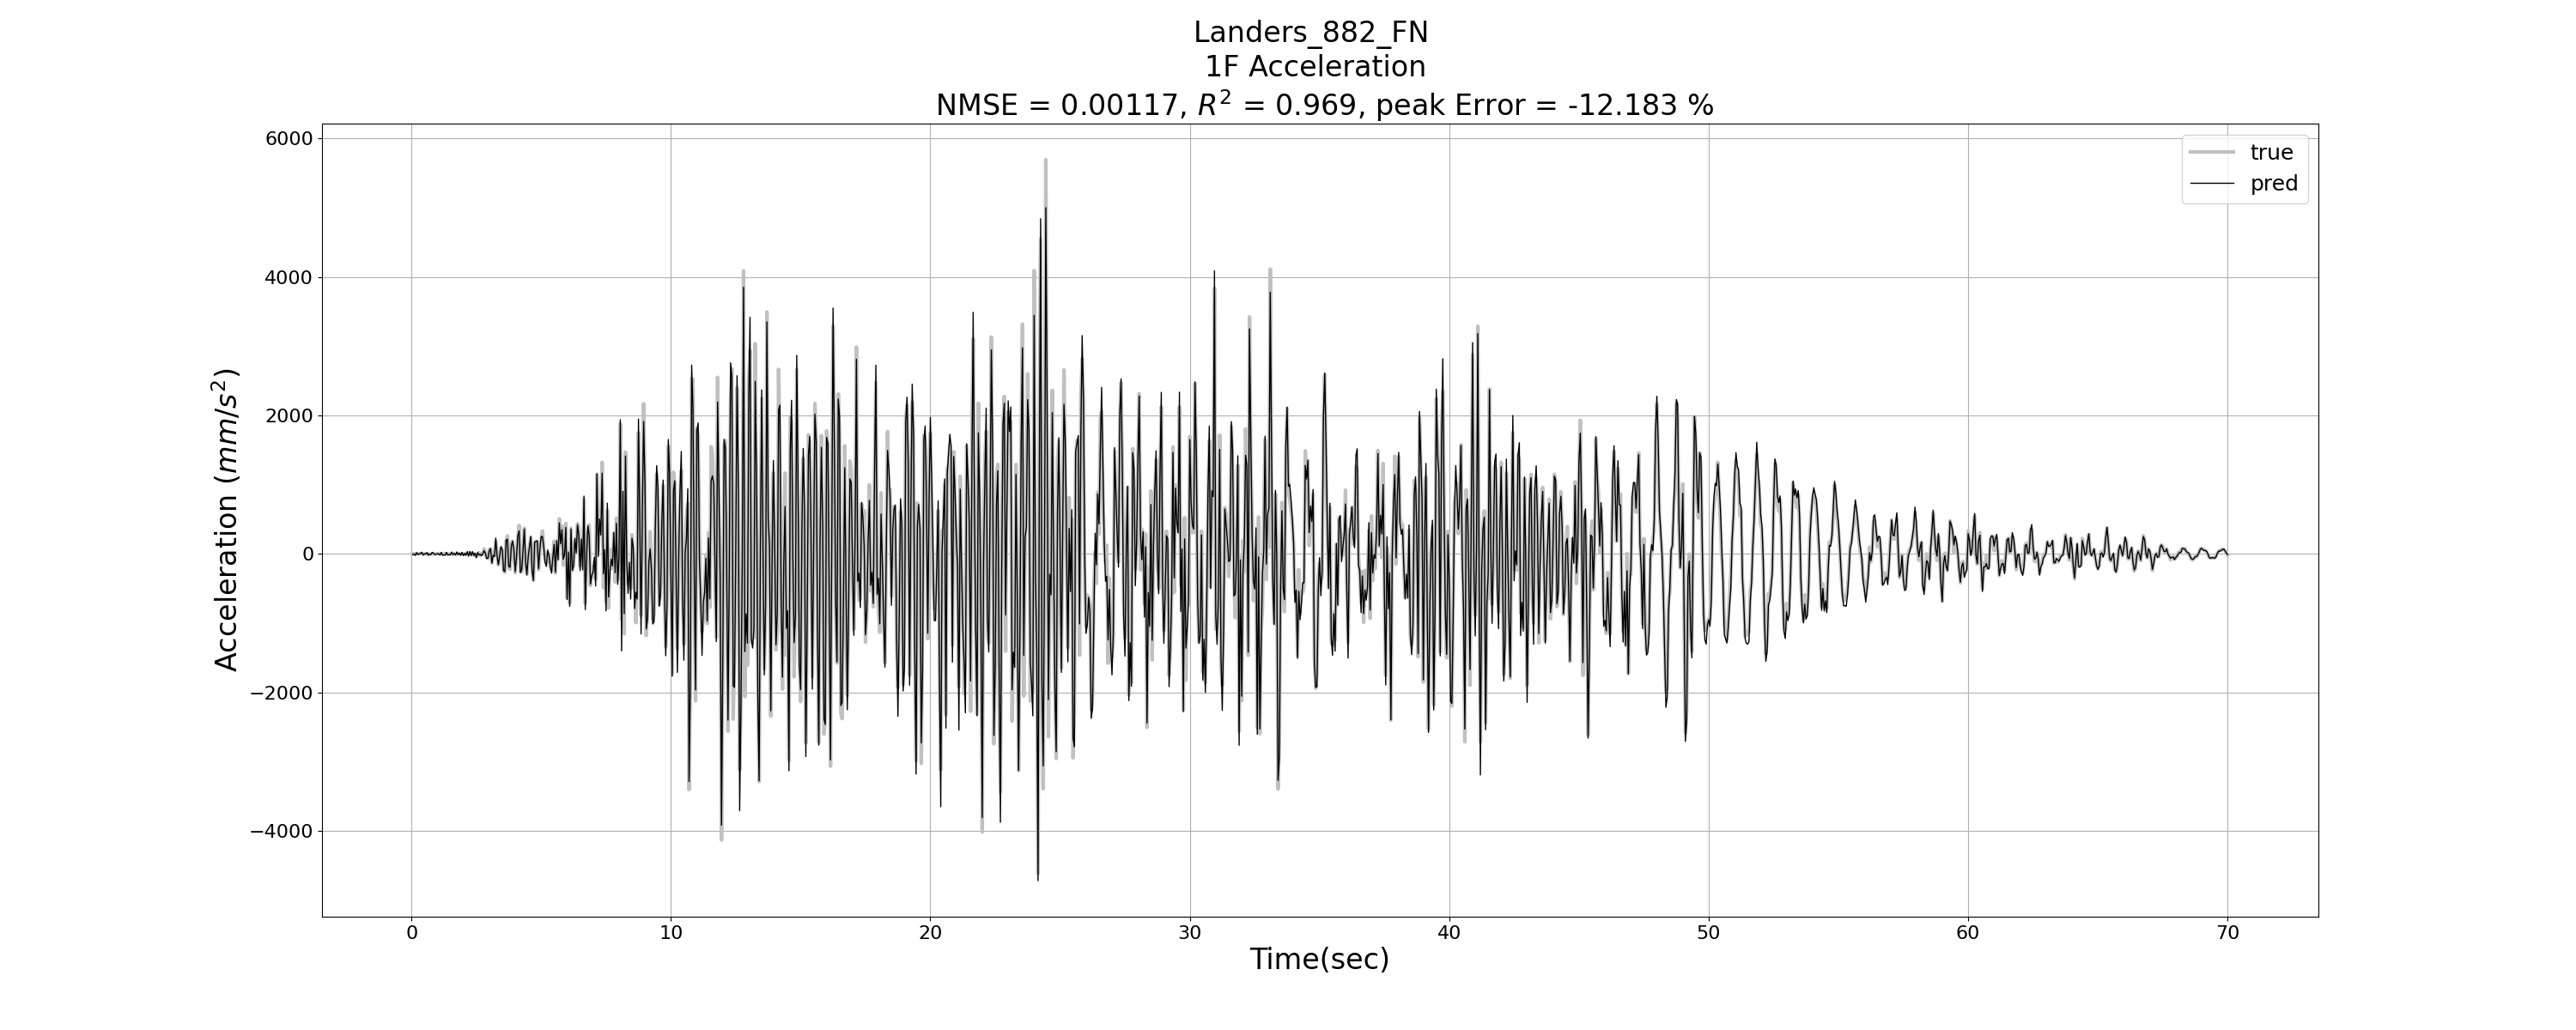 Landers_882_FN
1F Acceleration
NMSE = 0.00117, R² = 0.969, peak Error = -12.183 %
true
pred
6000
4000
2000
0
−2000
−4000
Acceleration (mm/s²)
0 10 20 30 40 50 60 70
Time(sec)